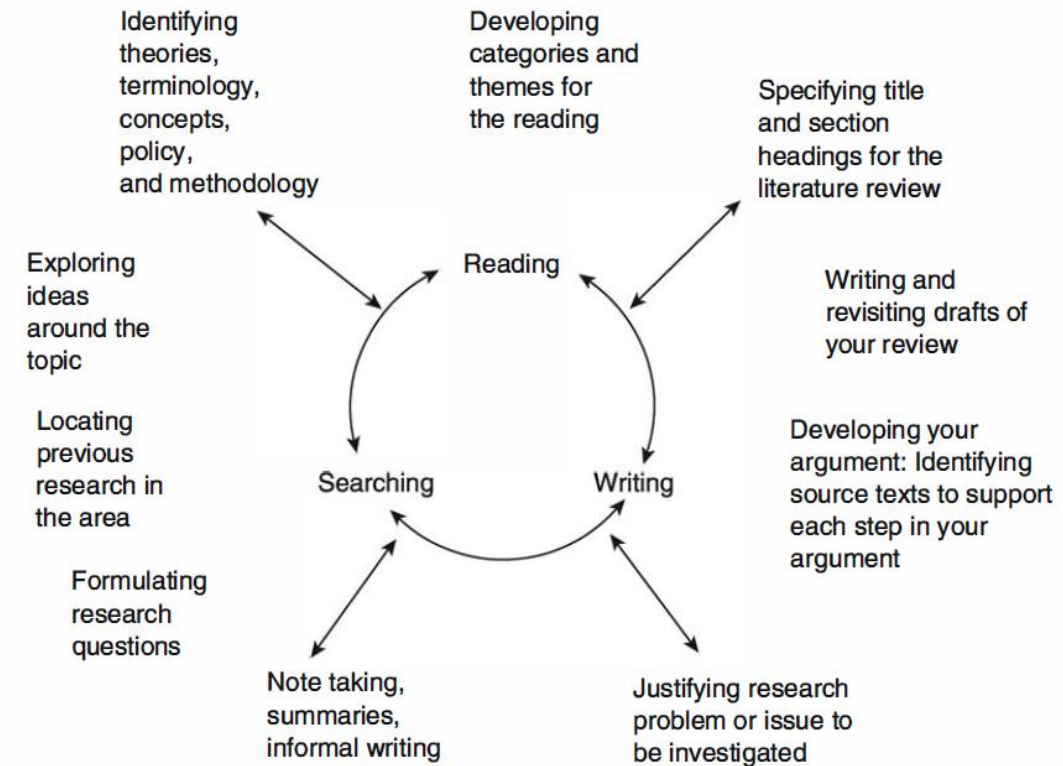 Identifying
theories,
terminology,
concepts,
policy,
and methodology
Developing
categories and
themes for
the reading
Specifying title
and section
headings for the
literature review
Exploring
ideas
around the
topic
Reading
Writing and
revisiting drafts of
your review
Locating
previous
research in
the area
Searching
Writing
Developing your
argument: Identifying
source texts to support
each step in your
argument
Formulating
research
questions
Note taking,
summaries,
informal writing
Justifying research
problem or issue to
be investigated